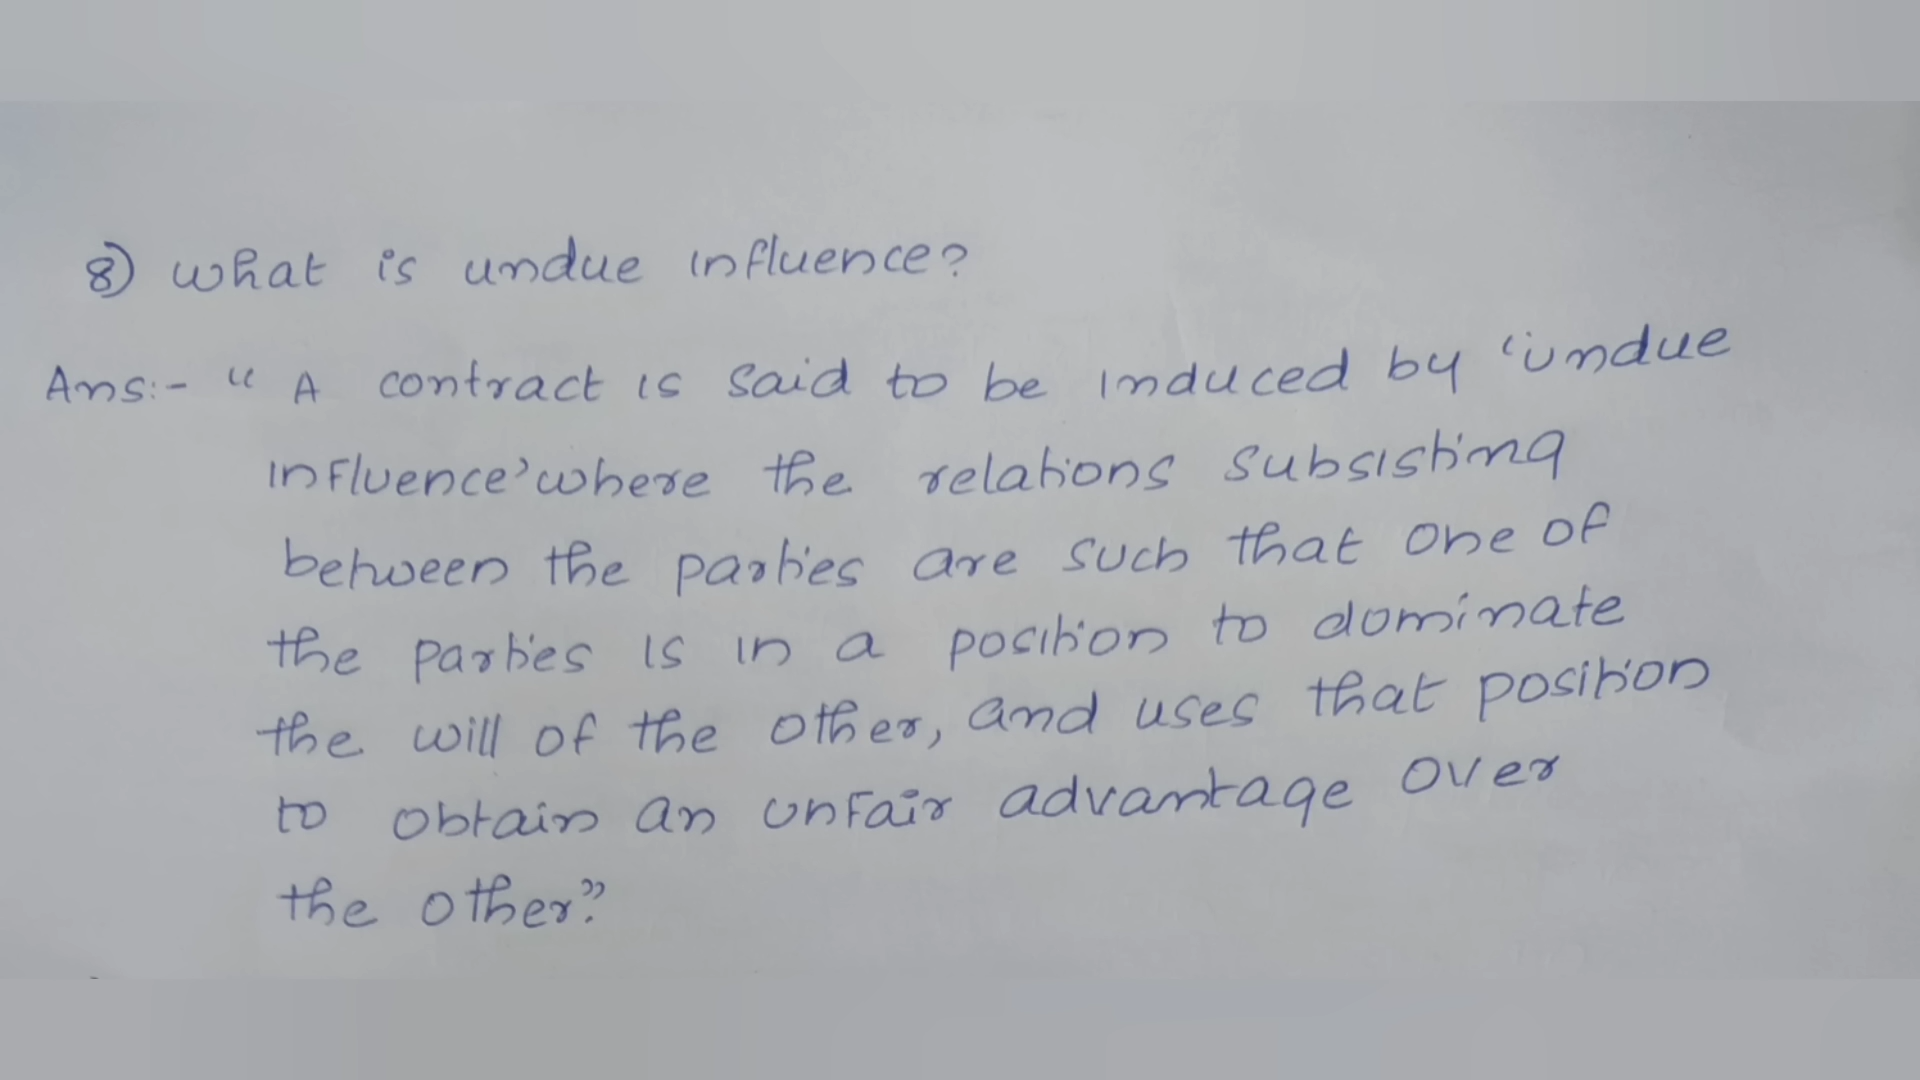 8) what is undue influence?
Ans:- " A contract is said to be induced by 'undue
influence' where the relations subsisting
between the parties are such that one of
the parties is in a position to dominate
the will of the other, and uses that position
to obtain an unfair advantage over
the other."